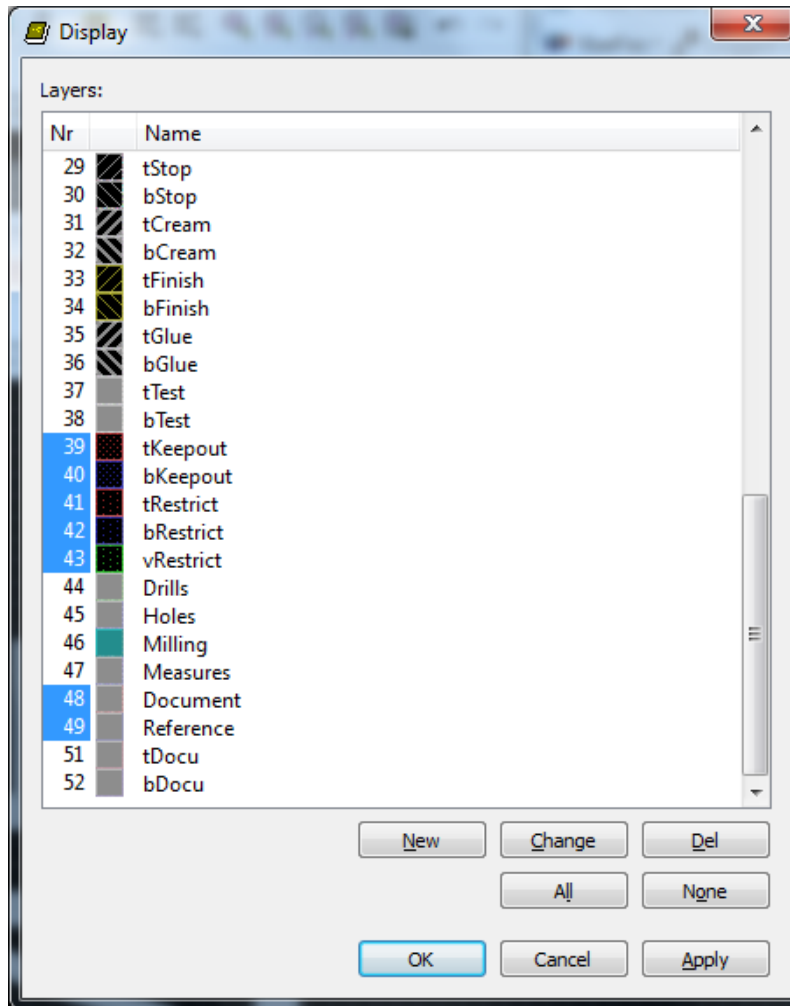 Display
Layers:
Nr Name
29 tStop
30 bStop
31 tCream
32 bCream
33 tFinish
34 bFinish
35 tGlue
36 bGlue
37 tTest
38 bTest
39 tKeepout
40 bKeepout
41 tRestrict
42 bRestrict
43 vRestrict
44 Drills
45 Holes
46 Milling
47 Measures
48 Document
49 Reference
51 tDocu
52 bDocu
New Change Del
All None
OK Cancel Apply